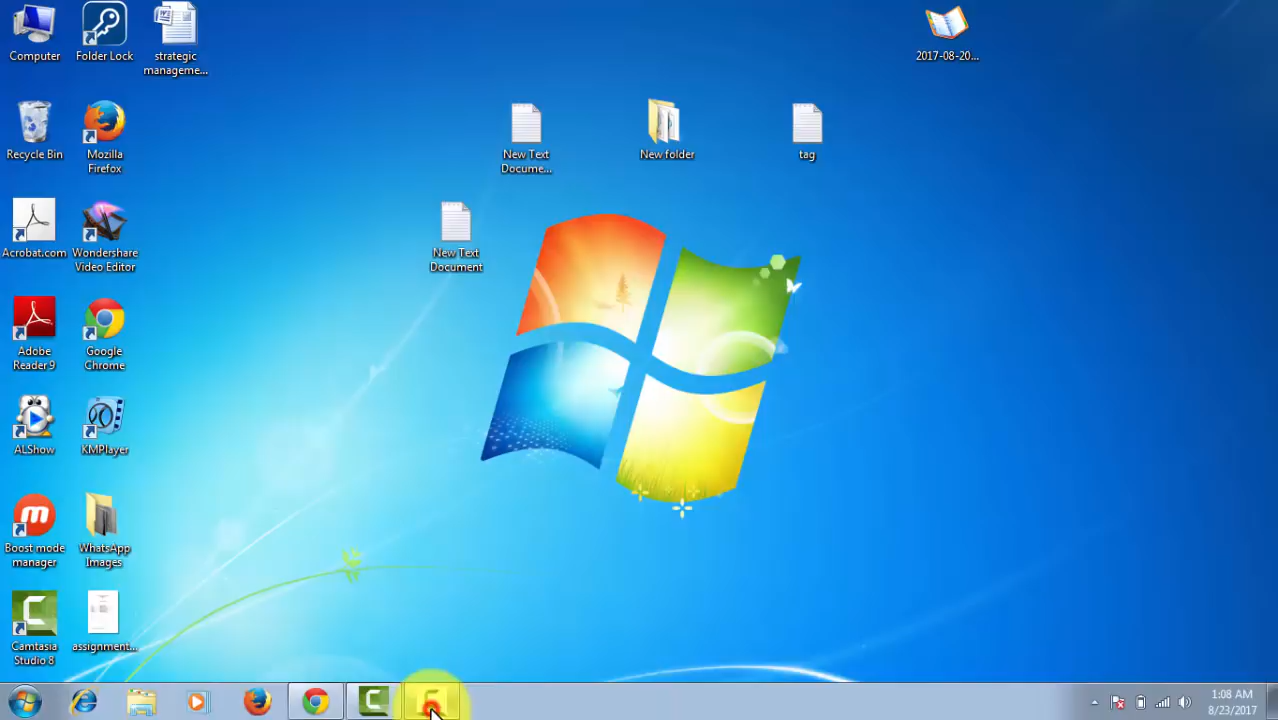 Computer
Folder Lock
strategic
manageme...
2017-08-20...
Recycle Bin
Mozilla
Firefox
New Text
Docume...
New folder
tag
Acrobat.com
Wondershare
Video Editor
New Text
Document
Adobe
Reader 9
Google
Chrome
ALShow
KMPlayer
Boost mode
manager
WhatsApp
Images
Camtasia
Studio 8
assignment...
1:08 AM
8/23/2017